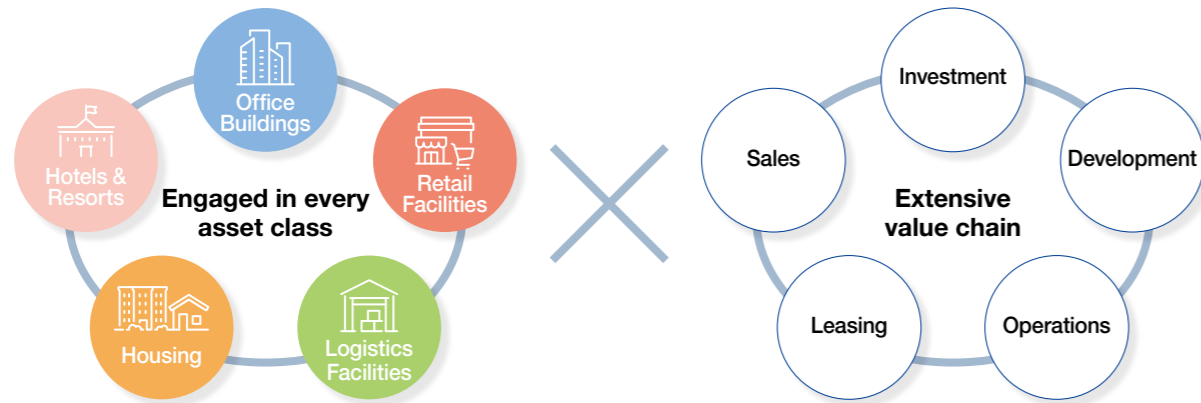 Office
Buildings
Hotels &
Resorts
Retail
Facilities
Engaged in every
asset class
Housing
Logistics
Facilities
Investment
Sales
Development
Extensive
value chain
Leasing
Operations